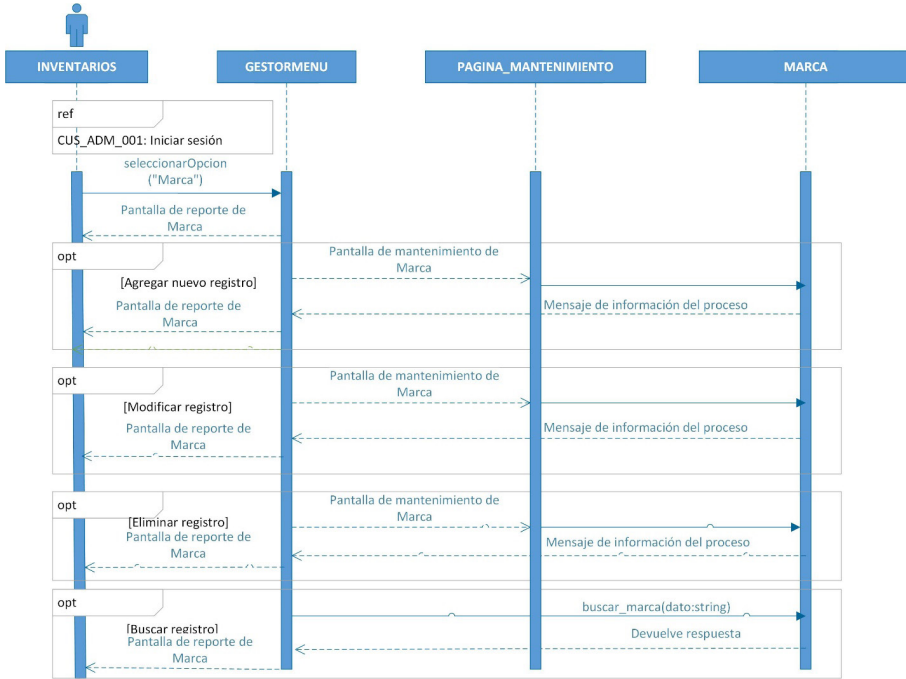 INVENTARIOS
GESTORMENU
PAGINA_MANTENIMIENTO
MARCA
ref
CUS_ADM_001: Iniciar sesión
seleccionarOpcion
("Marca")
Pantalla de reporte de
Marca
opt
Pantalla de mantenimiento de
Marca
[Agregar nuevo registro]
Mensaje de información del proceso
Pantalla de reporte de
Marca
opt
Pantalla de mantenimiento de
Marca
[Modificar registro]
Mensaje de información del proceso
Pantalla de reporte de
Marca
opt
Pantalla de mantenimiento de
Marca
[Eliminar registro]
Mensaje de información del proceso
Pantalla de reporte de
Marca
opt
buscar_marca(dato:string)
[Buscar registro]
Devuelve respuesta
Pantalla de reporte de
Marca